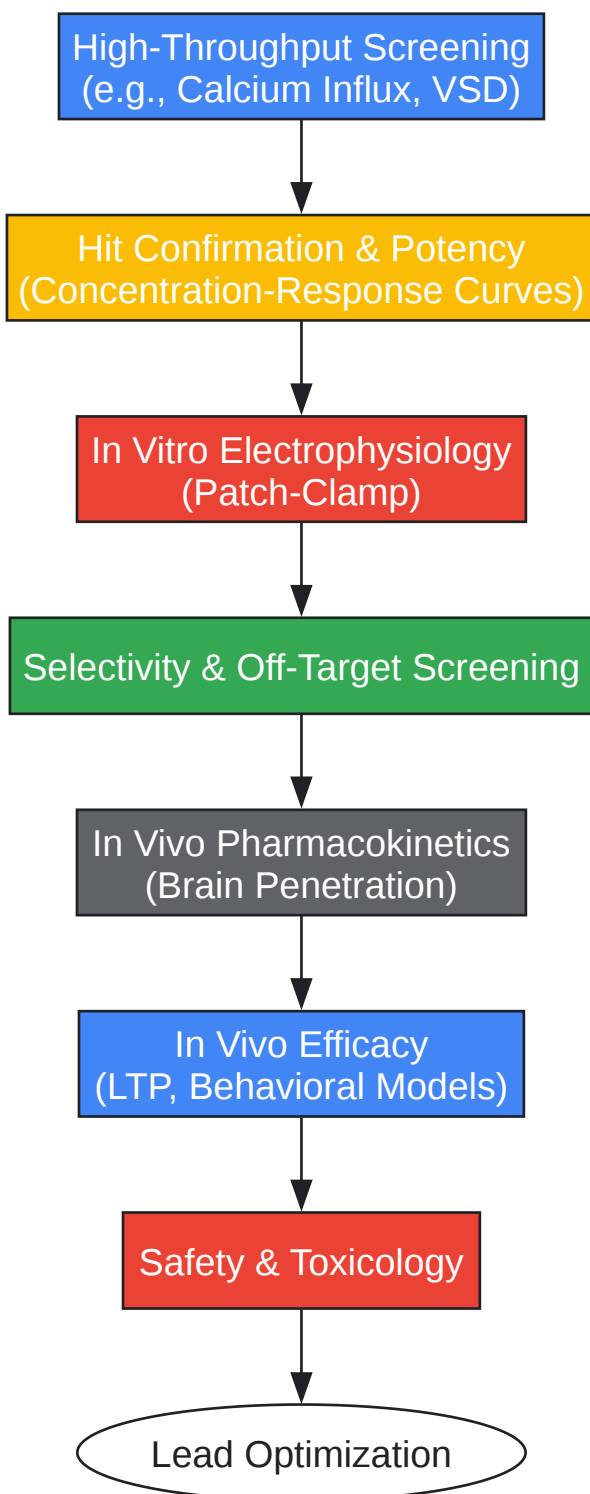 High-Throughput Screening
(e.g., Calcium Influx, VSD)
Hit Confirmation & Potency
(Concentration-Response Curves)
In Vitro Electrophysiology
(Patch-Clamp)
Selectivity & Off-Target Screening
In Vivo Pharmacokinetics
(Brain Penetration)
In Vivo Efficacy
(LTP, Behavioral Models)
Safety & Toxicology
Lead Optimization